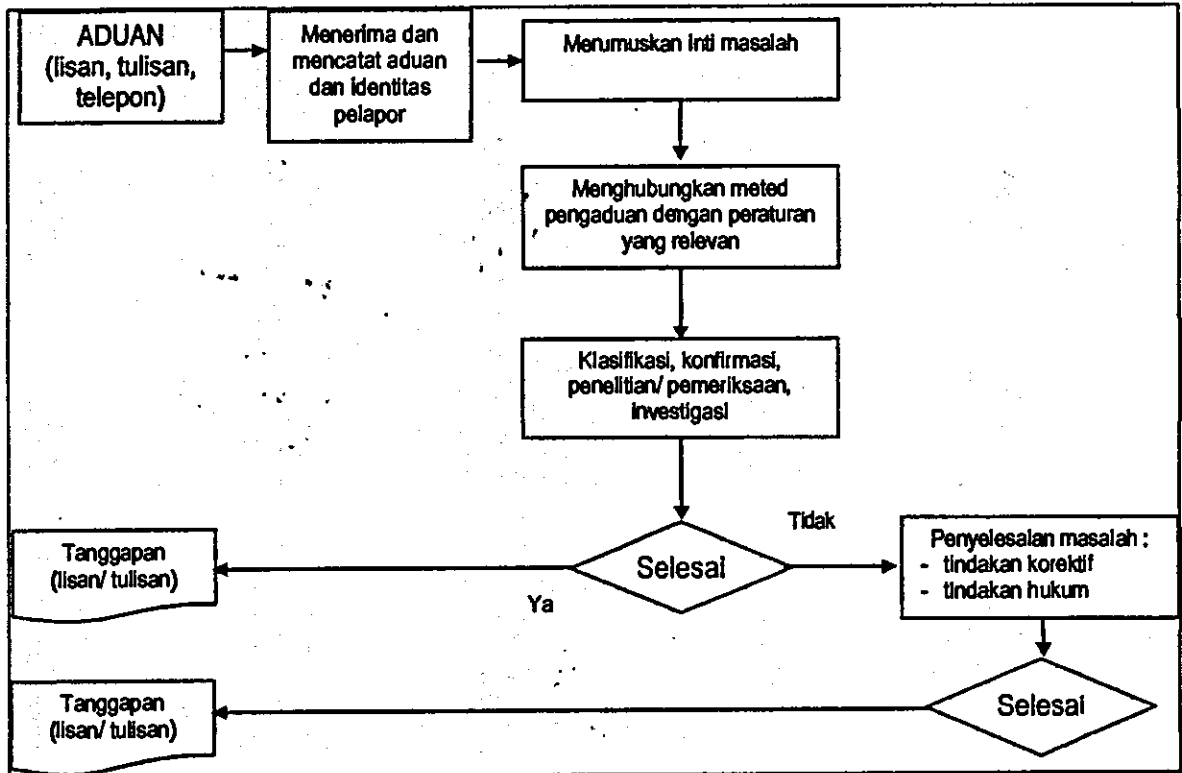 ADUAN
(lisan, tulisan,
telepon)
Menerima dan
mencatat aduan
dan identitas
pelapor
Merumuskan inti masalah
Menghubungkan meted
pengaduan dengan peraturan
yang relevan
Klasifikasi, konfirmasi,
penelitian/ pemeriksaan,
investigasi
Selesai
Tidak
Ya
Penyelesaian masalah :
- tindakan korektif
- tindakan hukum
Tanggapan
(lisan/ tulisan)
Selesai
Tanggapan
(lisan/ tulisan)